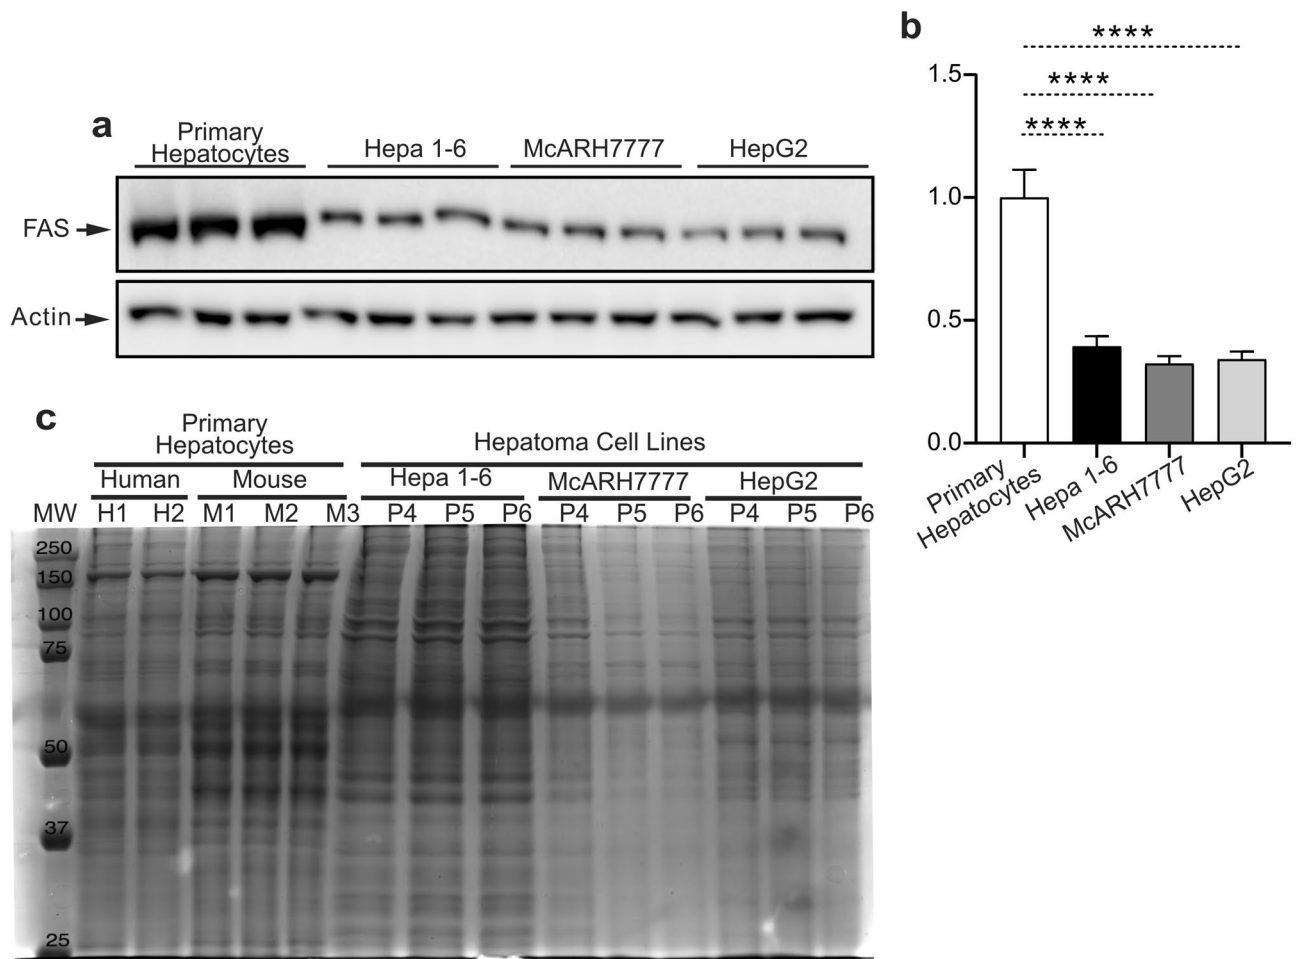 a
Primary
Hepatocytes
Hepa 1-6
McARH7777
HepG2
FAS
Actin
b
****
****
****
1.5
1.0
0.5
0.0
Primary
Hepatocytes
Hepa 1-6
McARH7777
HepG2
c
Primary
Hepatocytes
Hepatoma Cell Lines
Human Mouse Hepa 1-6 McARH7777 HepG2
MW H1 H2 M1 M2 M3 P4 P5 P6 P4 P5 P6 P4 P5 P6
250
150
100
75
50
37
25